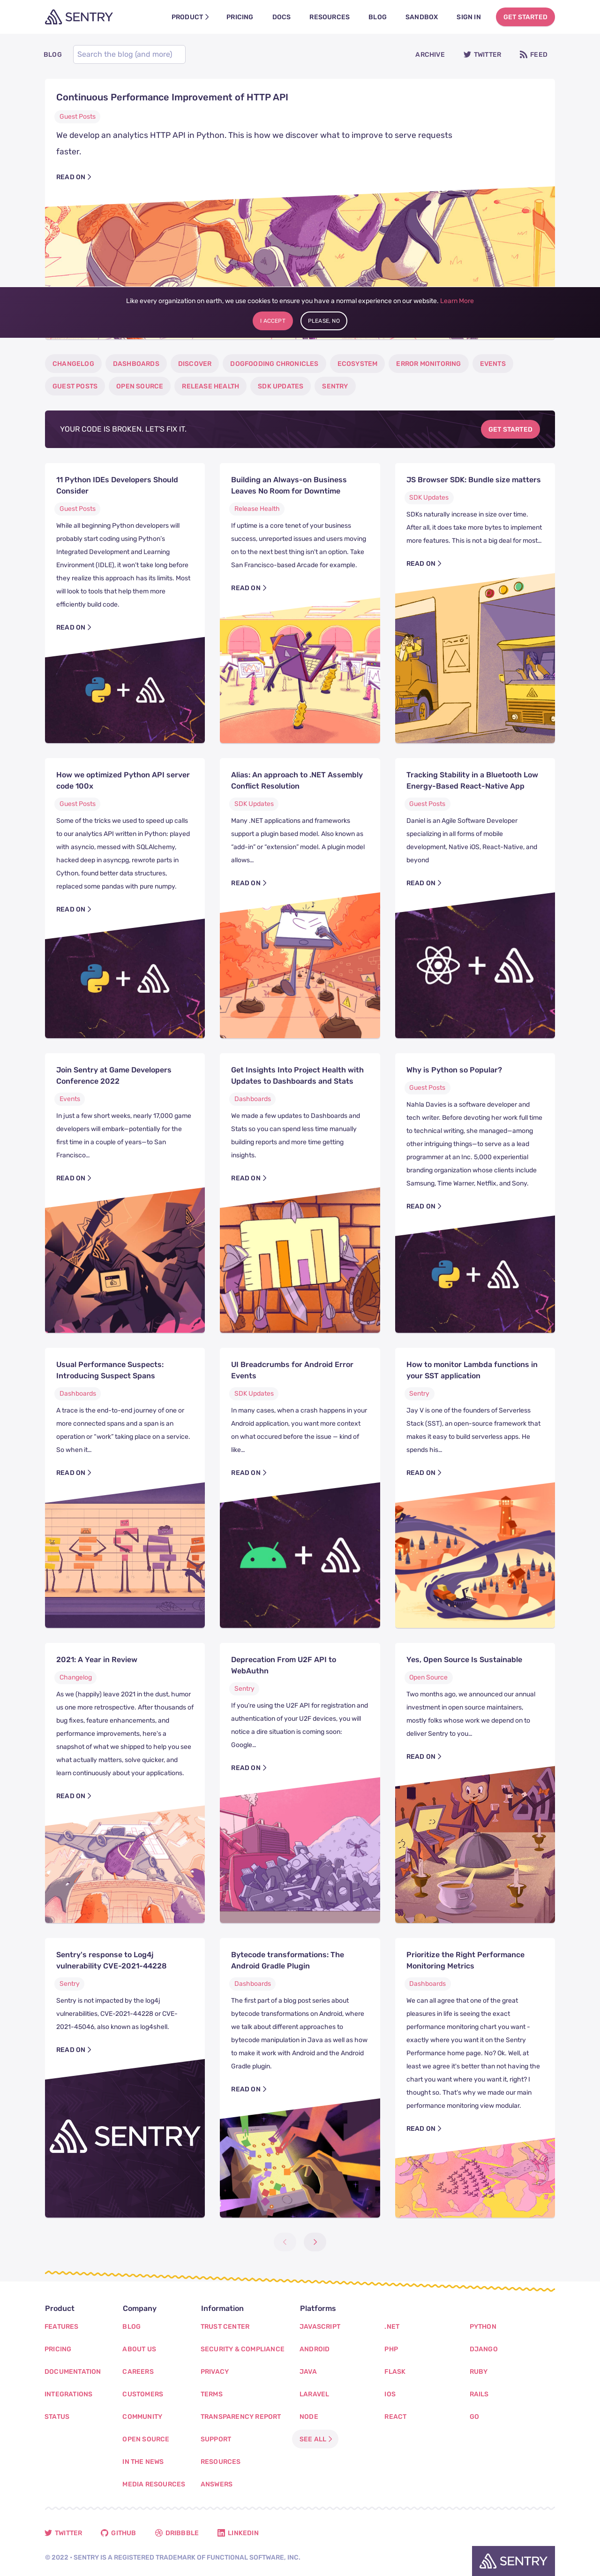 SENTRY
PRODUCT
PRICING
DOCS
RESOURCES
BLOG
SANDBOX
SIGN IN
GET STARTED
BLOG
Search the blog (and more)
ARCHIVE
TWITTER
FEED
Continuous Performance Improvement of HTTP API
Guest Posts
We develop an analytics HTTP API in Python. This is how we discover what to improve to serve requests
faster.
READ ON
Like every organization on earth, we use cookies to ensure you have a normal experience on our website. Learn More
I ACCEPT
PLEASE, NO
CHANGELOG
DASHBOARDS
DISCOVER
DOGFOODING CHRONICLES
ECOSYSTEM
ERROR MONITORING
EVENTS
GUEST POSTS
OPEN SOURCE
RELEASE HEALTH
SDK UPDATES
SENTRY
YOUR CODE IS BROKEN. LET'S FIX IT.
GET STARTED
11 Python IDEs Developers Should
Consider
Guest Posts
While all beginning Python developers will
probably start coding using Python's
Integrated Development and Learning
Environment (IDLE), it won't take long before
they realize this approach has its limits. Most
will look to tools that help them more
efficiently build code.
READ ON
Building an Always-on Business
Leaves No Room for Downtime
Release Health
If uptime is a core tenet of your business
success, unreported issues and users moving
on to the next best thing isn't an option. Take
San Francisco-based Arcade for example.
READ ON
JS Browser SDK: Bundle size matters
SDK Updates
SDKs naturally increase in size over time.
After all, it does take more bytes to implement
more features. This is not a big deal for most…
READ ON
How we optimized Python API server
code 100x
Guest Posts
Some of the tricks we used to speed up calls
to our analytics API written in Python: played
with asyncio, messed with SQLAlchemy,
hacked deep in asyncpg, rewrote parts in
Cython, found better data structures,
replaced some pandas with pure numpy.
READ ON
Alias: An approach to .NET Assembly
Conflict Resolution
SDK Updates
Many .NET applications and frameworks
support a plugin based model. Also known as
“add-in” or “extension” model. A plugin model
allows…
READ ON
Tracking Stability in a Bluetooth Low
Energy-Based React-Native App
Guest Posts
Daniel is an Agile Software Developer
specializing in all forms of mobile
development, Native iOS, React-Native, and
beyond
READ ON
Join Sentry at Game Developers
Conference 2022
Events
In just a few short weeks, nearly 17,000 game
developers will embark—potentially for the
first time in a couple of years—to San
Francisco…
READ ON
Get Insights Into Project Health with
Updates to Dashboards and Stats
Dashboards
We made a few updates to Dashboards and
Stats so you can spend less time manually
building reports and more time getting
insights.
READ ON
Why is Python so Popular?
Guest Posts
Nahla Davies is a software developer and
tech writer. Before devoting her work full time
to technical writing, she managed—among
other intriguing things—to serve as a lead
programmer at an Inc. 5,000 experiential
branding organization whose clients include
Samsung, Time Warner, Netflix, and Sony.
READ ON
Usual Performance Suspects:
Introducing Suspect Spans
Dashboards
A trace is the end-to-end journey of one or
more connected spans and a span is an
operation or “work” taking place on a service.
So when it…
READ ON
UI Breadcrumbs for Android Error
Events
SDK Updates
In many cases, when a crash happens in your
Android application, you want more context
on what occured before the issue — kind of
like…
READ ON
How to monitor Lambda functions in
your SST application
Sentry
Jay V is one of the founders of Serverless
Stack (SST), an open-source framework that
makes it easy to build serverless apps. He
spends his…
READ ON
2021: A Year in Review
Changelog
As we (happily) leave 2021 in the dust, humor
us one more retrospective. After thousands of
bug fixes, feature enhancements, and
performance improvements, here's a
snapshot of what we shipped to help you see
what actually matters, solve quicker, and
learn continuously about your applications.
READ ON
Deprecation From U2F API to
WebAuthn
Sentry
If you're using the U2F API for registration and
authentication of your U2F devices, you will
notice a dire situation is coming soon:
Google…
READ ON
Yes, Open Source Is Sustainable
Open Source
Two months ago, we announced our annual
investment in open source maintainers,
mostly folks whose work we depend on to
deliver Sentry to you…
READ ON
Sentry's response to Log4j
vulnerability CVE-2021-44228
Sentry
Sentry is not impacted by the log4j
vulnerabilities, CVE-2021-44228 or CVE-
2021-45046, also known as log4shell.
READ ON
SENTRY
Bytecode transformations: The
Android Gradle Plugin
Dashboards
The first part of a blog post series about
bytecode transformations on Android, where
we talk about different approaches to
bytecode manipulation in Java as well as how
to make it work with Android and the Android
Gradle plugin.
READ ON
Prioritize the Right Performance
Monitoring Metrics
Dashboards
We can all agree that one of the great
pleasures in life is seeing the exact
performance monitoring chart you want -
exactly where you want it on the Sentry
Performance home page. No? Ok. Well, at
least we agree it's better than not having the
chart you want where you want it, right? I
thought so. That's why we made our main
performance monitoring view modular.
READ ON
Product
FEATURES
PRICING
DOCUMENTATION
INTEGRATIONS
STATUS
Company
BLOG
ABOUT US
CAREERS
CUSTOMERS
COMMUNITY
OPEN SOURCE
IN THE NEWS
MEDIA RESOURCES
Information
TRUST CENTER
SECURITY & COMPLIANCE
PRIVACY
TERMS
TRANSPARENCY REPORT
SUPPORT
RESOURCES
ANSWERS
Platforms
JAVASCRIPT
ANDROID
JAVA
LARAVEL
NODE
SEE ALL
.NET
PHP
FLASK
IOS
REACT
PYTHON
DJANGO
RUBY
RAILS
GO
TWITTER
GITHUB
DRIBBBLE
LINKEDIN
© 2022 • SENTRY IS A REGISTERED TRADEMARK OF FUNCTIONAL SOFTWARE, INC.
SENTRY